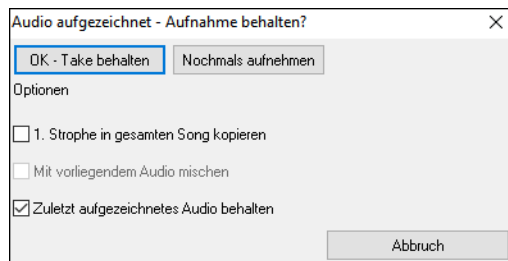 Audio aufgezeichnet - Aufnahme behalten?
OK - Take behalten Nochmals aufnehmen
Optionen
1. Strophe in gesamten Song kopieren
Mit vorliegendem Audio mischen
Zuletzt aufgezeichnetes Audio behalten
Abbruch